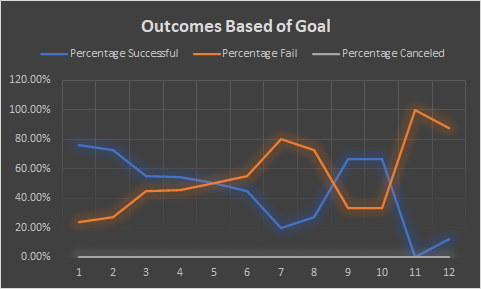 Outcomes Based of Goal
Percentage Successful Percentage Fail Percentage Canceled
120.00%
100.00%
80.00%
60.00%
40.00%
20.00%
0.00%
1 2 3 4 5 6 7 8 9 10 11 12